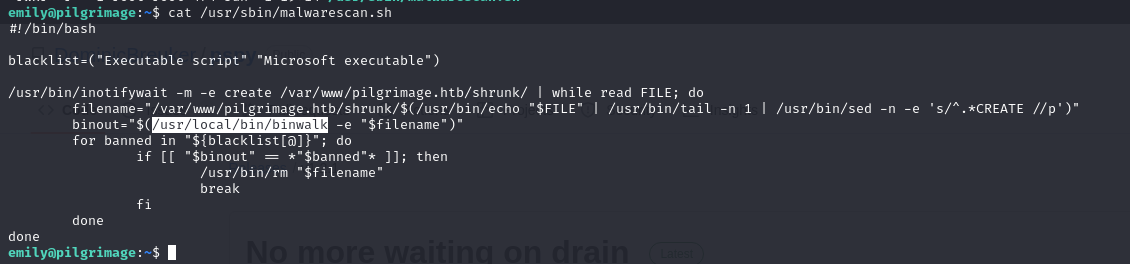 emily@pilgrimage:~$ cat /usr/sbin/malwarescan.sh
#!/bin/bash
blacklist=("Executable script" "Microsoft executable")
/usr/bin/inotifywait -m -e create /var/www/pilgrimage.htb/shrunk/ | while read FILE; do
        filename="/var/www/pilgrimage.htb/shrunk/$(/usr/bin/echo "$FILE" | /usr/bin/tail -n 1 | /usr/bin/sed -n -e 's/^.*CREATE //p')"
        binout="$(/usr/local/bin/binwalk -e "$filename")"
        for banned in "${blacklist[@]}"; do
                if [[ "$binout" == *"$banned"* ]]; then
                        /usr/bin/rm "$filename"
                        break
                fi
        done
done
emily@pilgrimage:~$
No more waiting on drain
Latest